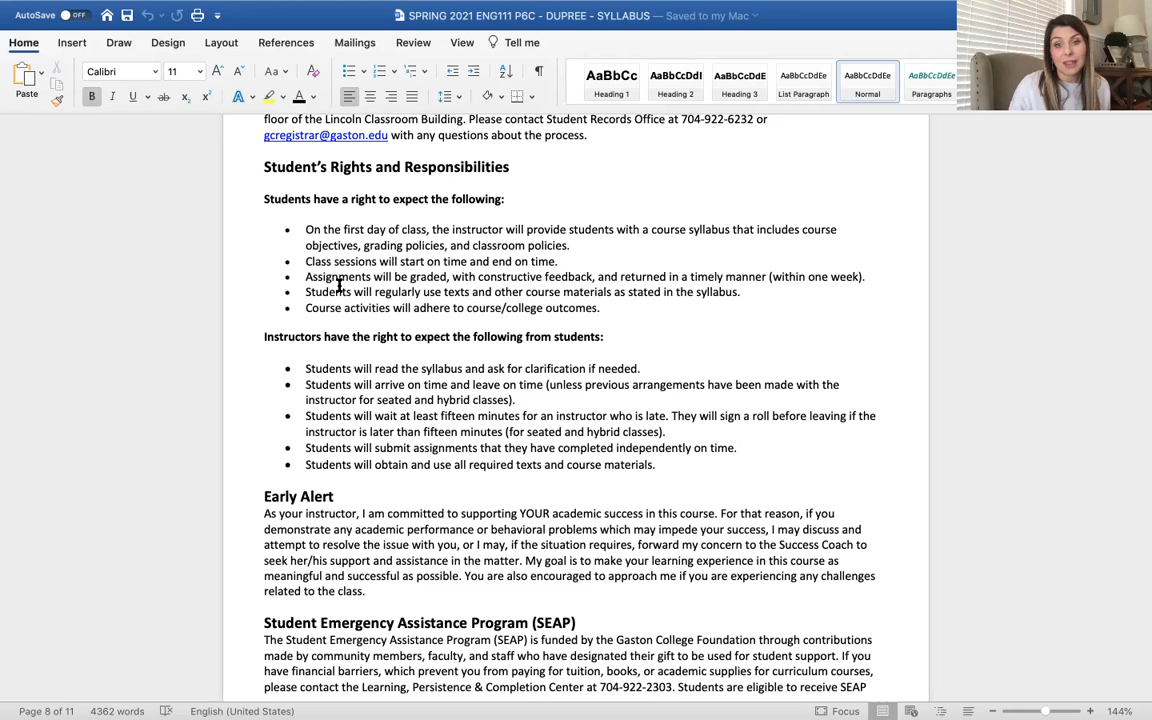 AutoSave OFF
SPRING 2021 ENG111 P6C - DUPREE - SYLLABUS — Saved to my Mac
Home Insert Draw Design Layout References Mailings Review View Tell me
Paste
Calibri 11
AaBbCc AaBbCcDdI AaBbCcDdE AaBbCcDdEe AaBbCcDdEe AaBbCcDdEe
Heading 1 Heading 2 Heading 3 List Paragraph Normal Paragraphs
floor of the Lincoln Classroom Building. Please contact Student Records Office at 704-922-6232 or
gcregistrar@gaston.edu with any questions about the process.
Student's Rights and Responsibilities
Students have a right to expect the following:
• On the first day of class, the instructor will provide students with a course syllabus that includes course
objectives, grading policies, and classroom policies.
• Class sessions will start on time and end on time.
• Assignments will be graded, with constructive feedback, and returned in a timely manner (within one week).
• Students will regularly use texts and other course materials as stated in the syllabus.
• Course activities will adhere to course/college outcomes.
Instructors have the right to expect the following from students:
• Students will read the syllabus and ask for clarification if needed.
• Students will arrive on time and leave on time (unless previous arrangements have been made with the
instructor for seated and hybrid classes).
• Students will wait at least fifteen minutes for an instructor who is late. They will sign a roll before leaving if the
instructor is later than fifteen minutes (for seated and hybrid classes).
• Students will submit assignments that they have completed independently on time.
• Students will obtain and use all required texts and course materials.
Early Alert
As your instructor, I am committed to supporting YOUR academic success in this course. For that reason, if you
demonstrate any academic performance or behavioral problems which may impede your success, I may discuss and
attempt to resolve the issue with you, or I may, if the situation requires, forward my concern to the Success Coach to
seek her/his support and assistance in the matter. My goal is to make your learning experience in this course as
meaningful and successful as possible. You are also encouraged to approach me if you are experiencing any challenges
related to the class.
Student Emergency Assistance Program (SEAP)
The Student Emergency Assistance Program (SEAP) is funded by the Gaston College Foundation through contributions
made by community members, faculty, and staff who have designated their gift to be used for student support. If you
have financial barriers, which prevent you from paying for tuition, books, or academic supplies for curriculum courses,
please contact the Learning, Persistence & Completion Center at 704-922-2303. Students are eligible to receive SEAP
Page 8 of 11 4362 words English (United States) Focus 144%